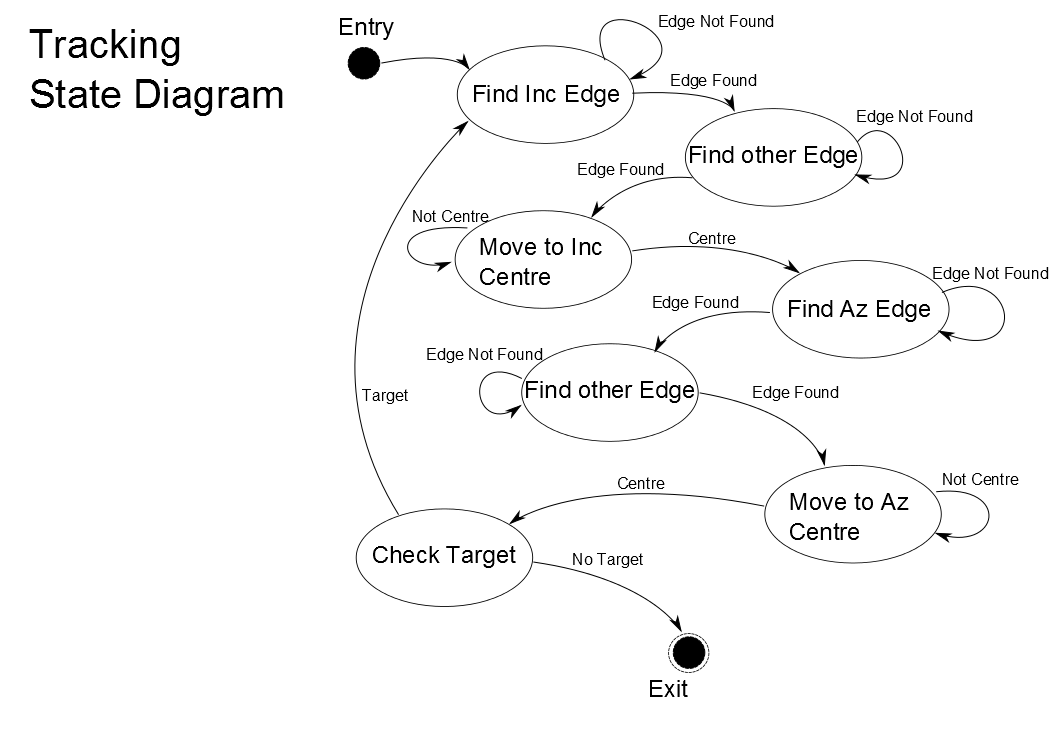 Tracking
State Diagram
Entry
Edge Not Found
Find Inc Edge
Edge Found
Edge Not Found
Find other Edge
Edge Found
Not Centre
Move to Inc
Centre
Centre
Edge Not Found
Find Az Edge
Edge Found
Edge Not Found
Find other Edge
Edge Found
Target
Not Centre
Move to Az
Centre
Centre
Check Target
No Target
Exit